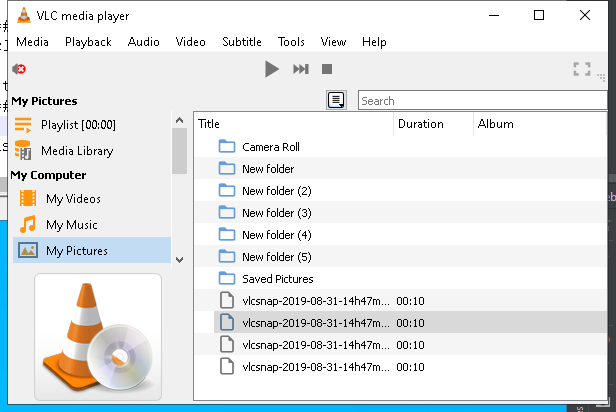 VLC media player
Media Playback Audio Video Subtitle Tools View Help
Search
My Pictures
Playlist [00:00]
Media Library
My Computer
My Videos
My Music
My Pictures
Title Duration Album
Camera Roll
New folder
New folder (2)
New folder (3)
New folder (4)
New folder (5)
Saved Pictures
vlcsnap-2019-08-31-14h47m... 00:10
vlcsnap-2019-08-31-14h47m... 00:10
vlcsnap-2019-08-31-14h47m... 00:10
vlcsnap-2019-08-31-14h47m... 00:10